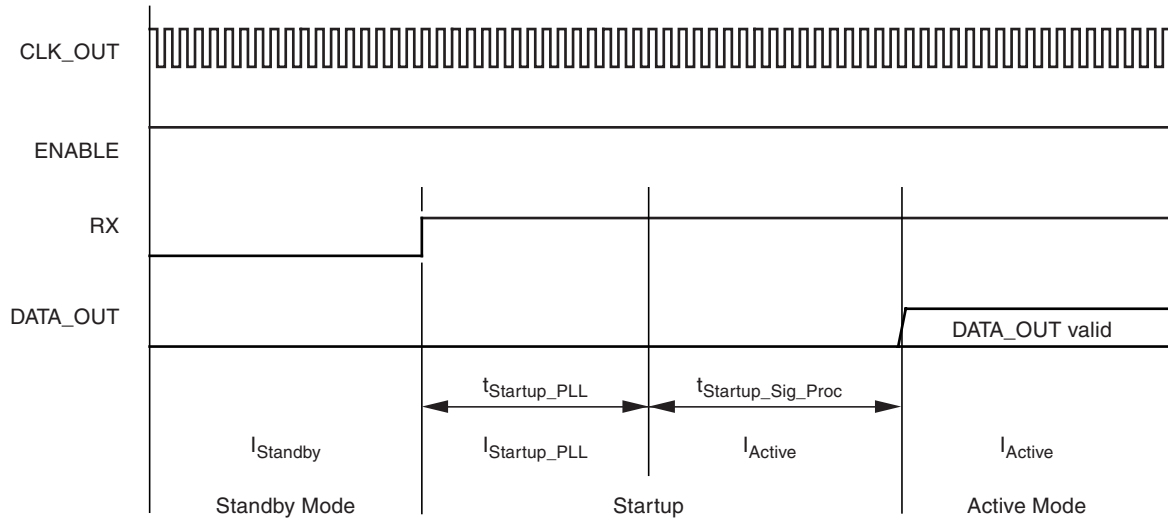 CLK_OUT
ENABLE
RX
DATA_OUT
DATA_OUT valid
tStartup_PLL
tStartup_Sig_Proc
IStandby
IStartup_PLL
IActive
IActive
Standby Mode
Startup
Active Mode